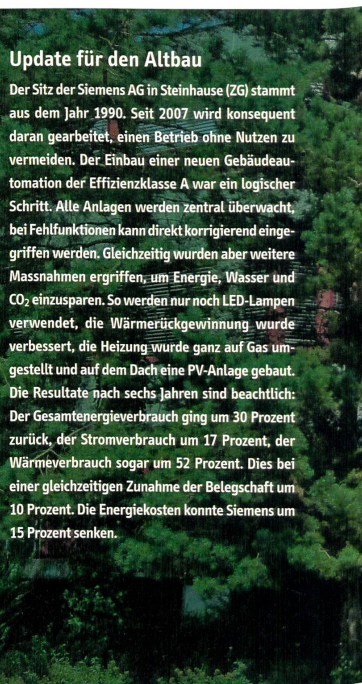 Update für den Altbau
Der Sitz der Siemens AG in Steinhause (ZG) stammt
aus dem Jahr 1990. Seit 2007 wird konsequent
daran gearbeitet, einen Betrieb ohne Nutzen zu
vermeiden. Der Einbau einer neuen Gebäudeau-
tomation der Effizienzklasse A war ein logischer
Schritt. Alle Anlagen werden zentral überwacht,
bei Fehlfunktionen kann direkt korrigierend einge-
griffen werden. Gleichzeitig wurden aber weitere
Massnahmen ergriffen, um Energie, Wasser und
CO₂ einzusparen. So werden nur noch LED-Lampen
verwendet, die Wärmerückgewinnung wurde
verbessert, die Heizung wurde ganz auf Gas um-
gestellt und auf dem Dach eine PV-Anlage gebaut.
Die Resultate nach sechs Jahren sind beachtlich:
Der Gesamtenergieverbrauch ging um 30 Prozent
zurück, der Stromverbrauch um 17 Prozent, der
Wärmeverbrauch sogar um 52 Prozent. Dies bei
einer gleichzeitigen Zunahme der Belegschaft um
10 Prozent. Die Energiekosten konnte Siemens um
15 Prozent senken.